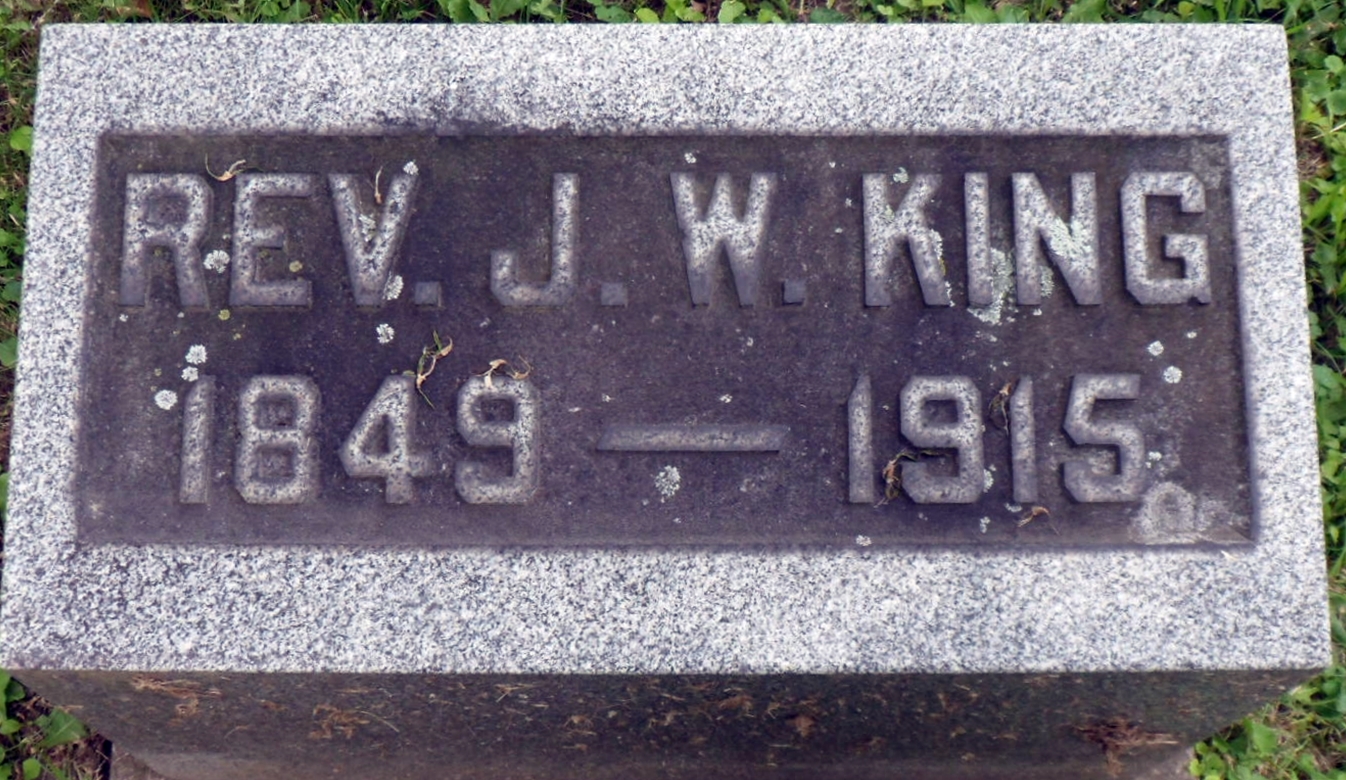 REV. J. W. KING
1849 — 1915